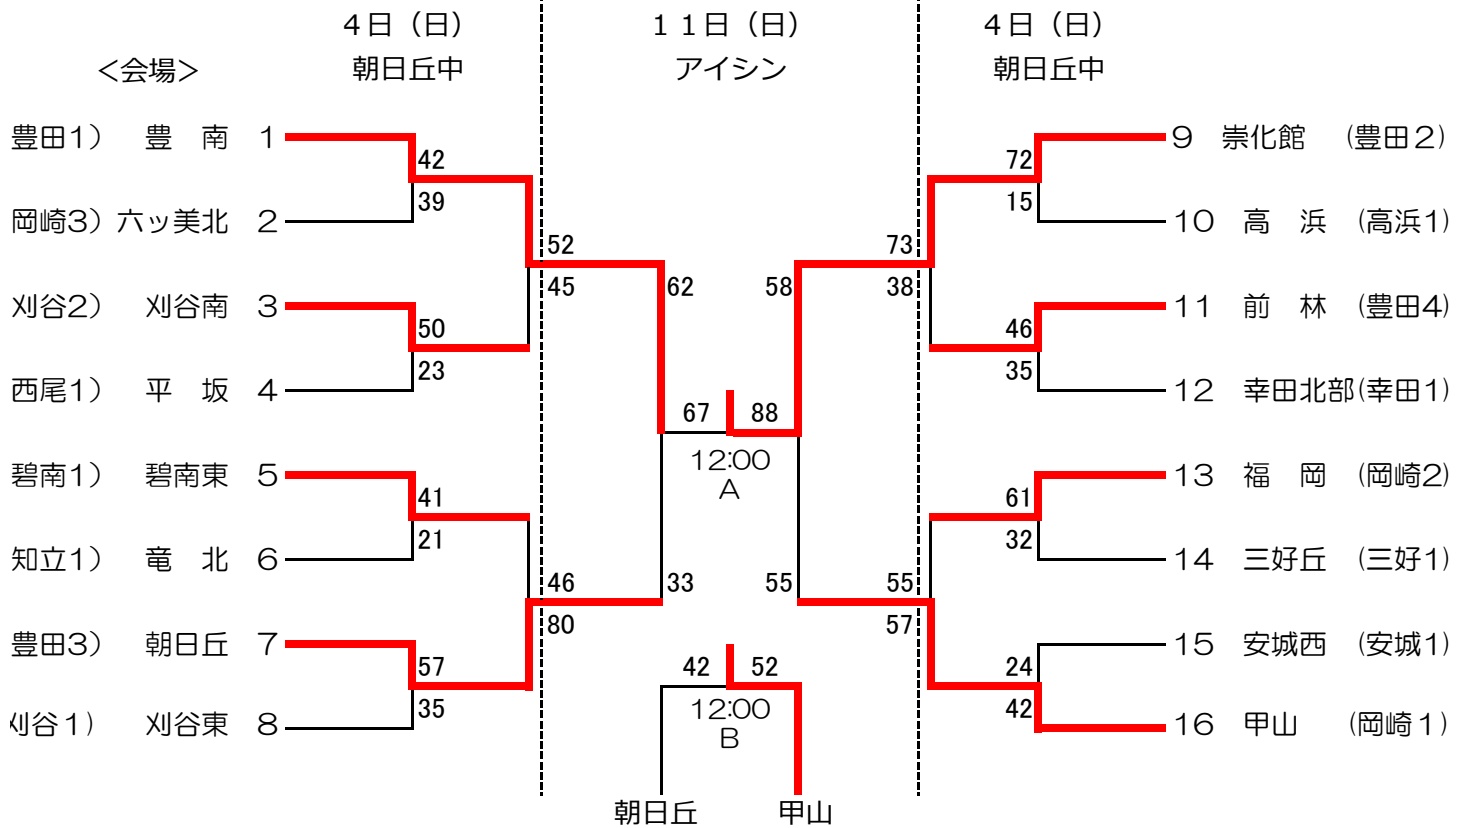 4日（日） 11日（日） 4日（日）
＜会場＞ 朝日丘中 アイシン 朝日丘中
豊田1） 豊　南 1 9 崇化館 （豊田2）
42 72
39 15
岡崎3）六ッ美北 2 10 高　浜 （高浜1）
52 73
45 62 58 38
刈谷2） 刈谷南 3 11 前　林 （豊田4）
50 46
23 35
西尾1） 平　坂 4 12 幸田北部（幸田1）
67 88
12:00
A
碧南1） 碧南東 5 13 福　岡 （岡崎2）
41 61
21 32
知立1） 竜　北 6 14 三好丘 （三好1）
46 33 55 55
80 57
豊田3） 朝日丘 7 15 安城西 （安城1）
57 42 52 24
35 12:00 42
刈谷1） 刈谷東 8 B 16 甲山 （岡崎1）
朝日丘 甲山